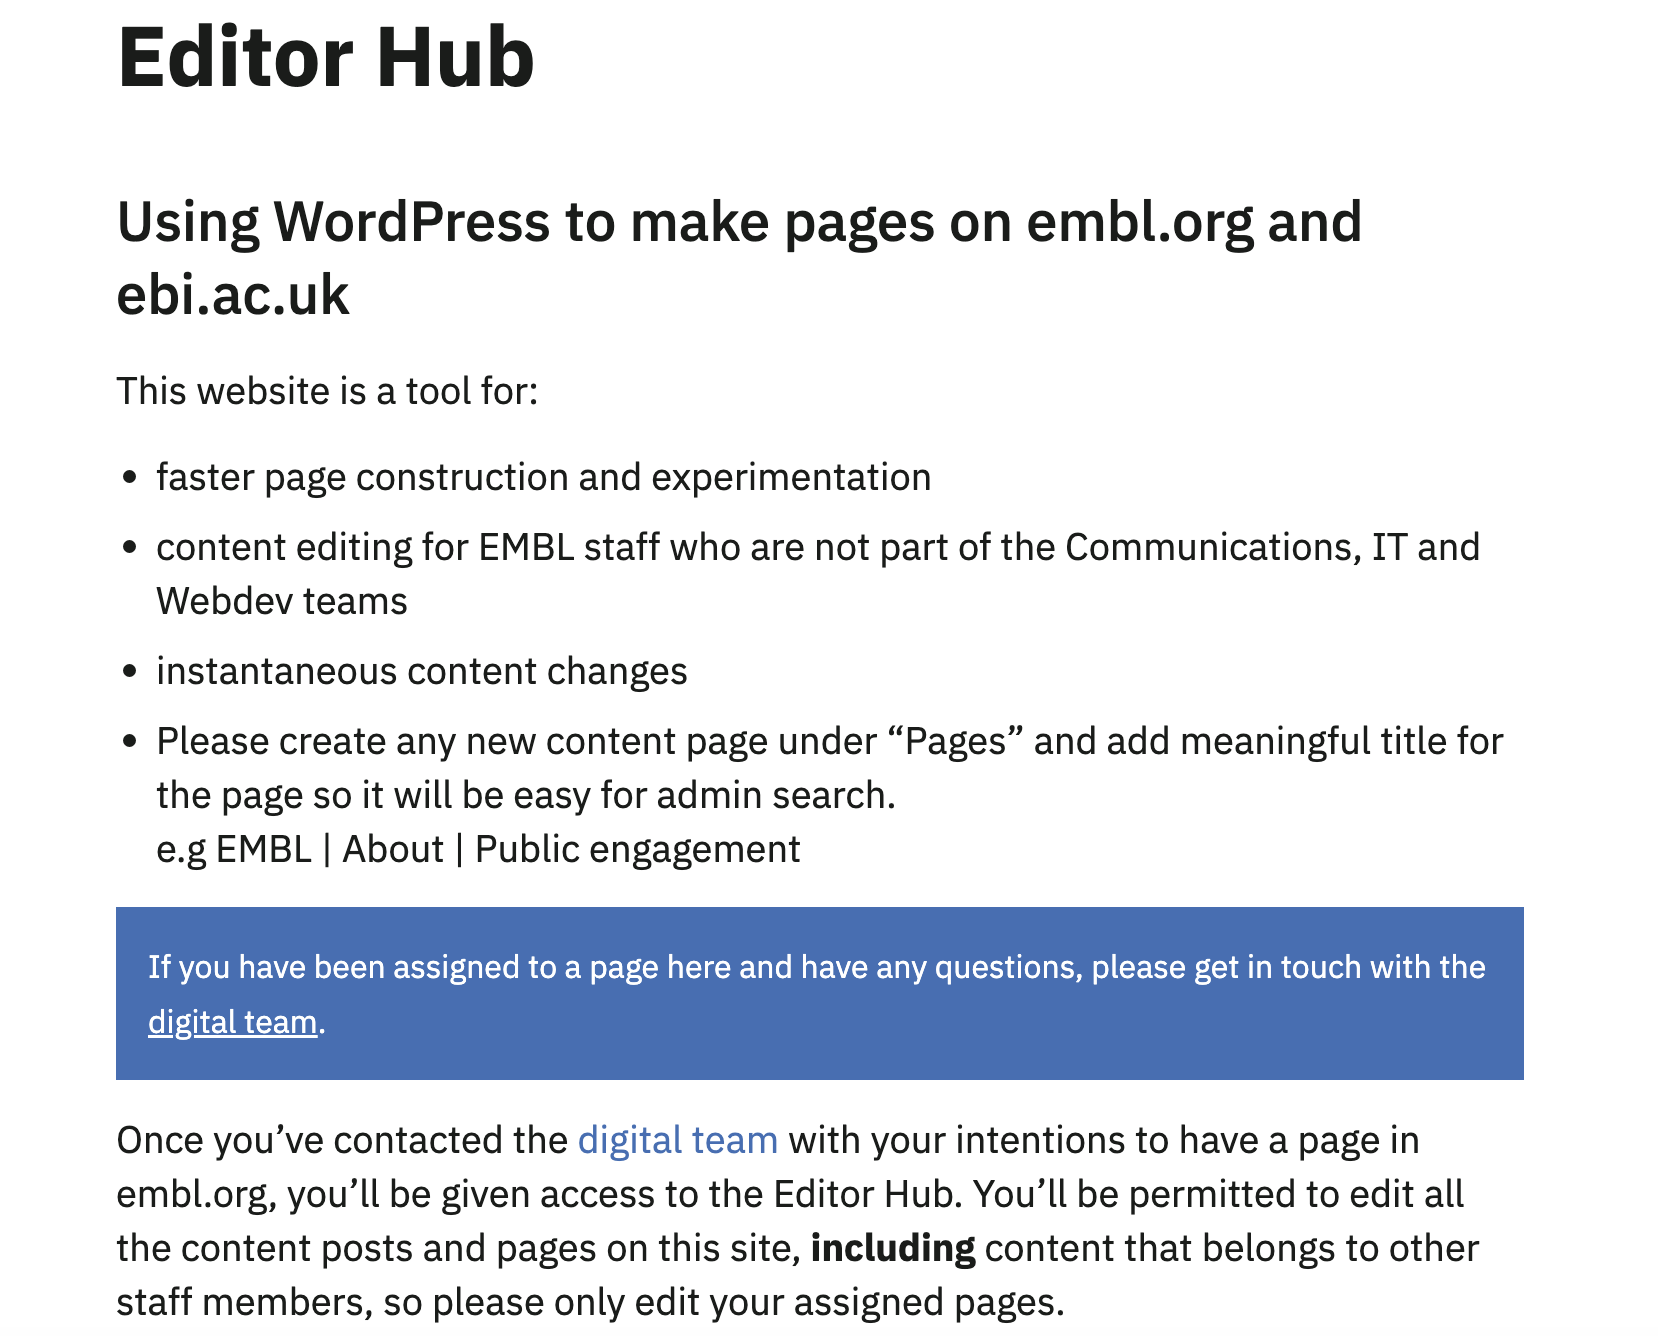 Editor Hub
Using WordPress to make pages on embl.org and
ebi.ac.uk
This website is a tool for:
• faster page construction and experimentation
• content editing for EMBL staff who are not part of the Communications, IT and
Webdev teams
• instantaneous content changes
• Please create any new content page under “Pages” and add meaningful title for
the page so it will be easy for admin search.
e.g EMBL | About | Public engagement
If you have been assigned to a page here and have any questions, please get in touch with the
digital team.
Once you’ve contacted the digital team with your intentions to have a page in
embl.org, you’ll be given access to the Editor Hub. You’ll be permitted to edit all
the content posts and pages on this site, including content that belongs to other
staff members, so please only edit your assigned pages.